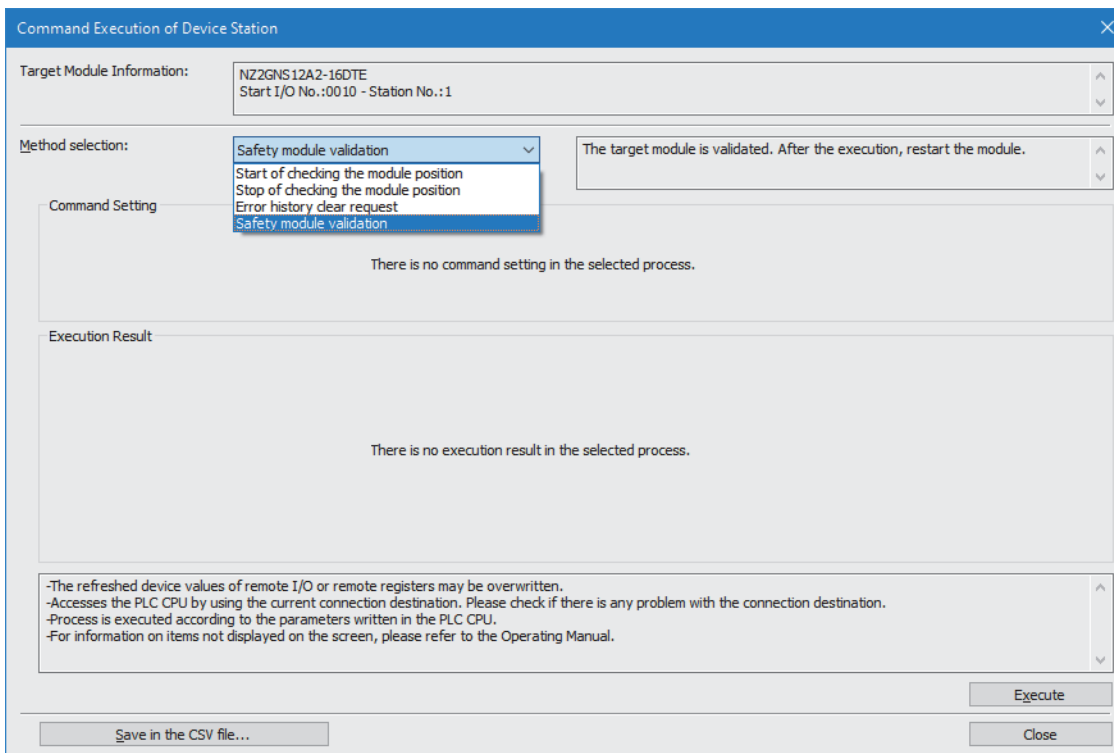 Command Execution of Device Station
Target Module Information:
NZ2GNS12A2-16DTE
Start I/O No.:0010 - Station No.:1
Method selection:
Safety module validation
The target module is validated. After the execution, restart the module.
Start of checking the module position
Stop of checking the module position
Error history clear request
Safety module validation
Command Setting
There is no command setting in the selected process.
Execution Result
There is no execution result in the selected process.
-The refreshed device values of remote I/O or remote registers may be overwritten.
-Accesses the PLC CPU by using the current connection destination. Please check if there is any problem with the connection destination.
-Process is executed according to the parameters written in the PLC CPU.
-For information on items not displayed on the screen, please refer to the Operating Manual.
Execute
Save in the CSV file...
Close